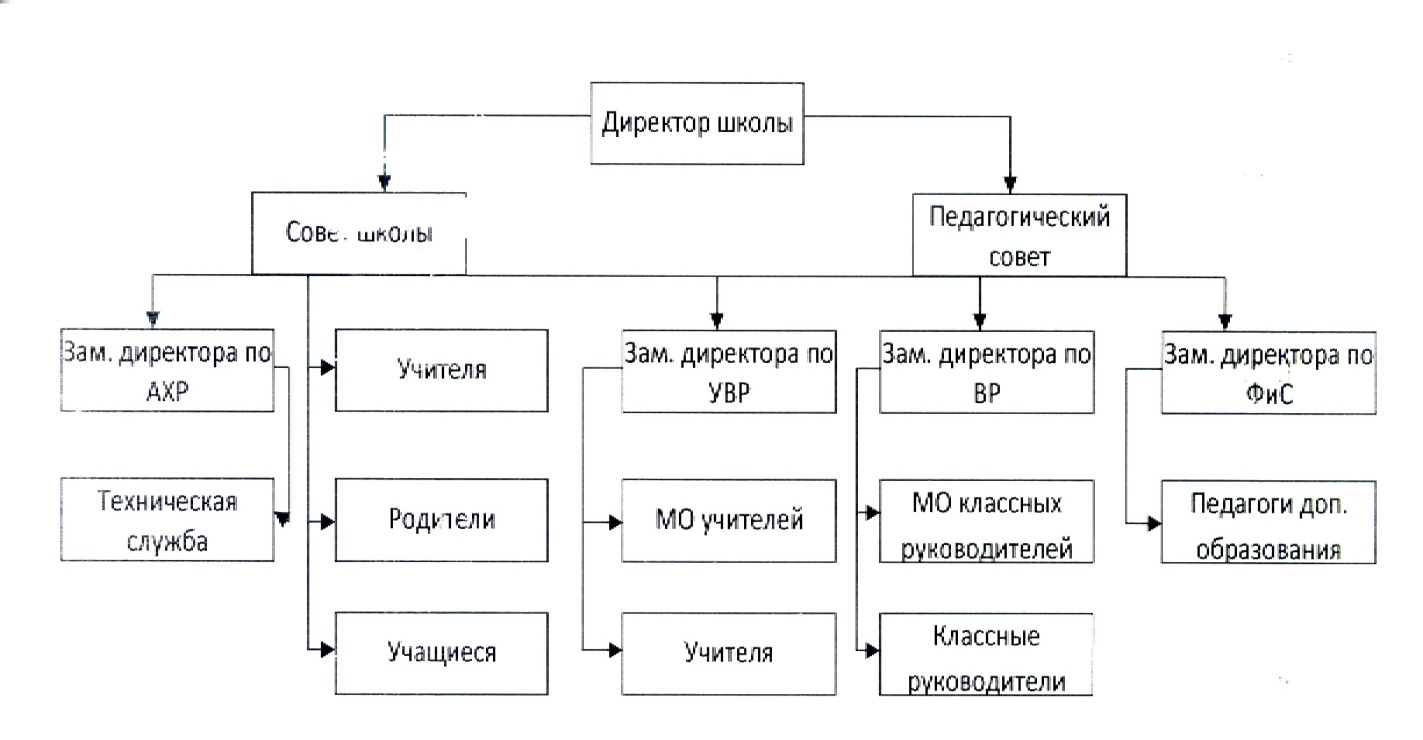 Директор школы
Совет школы
Педагогический
совет
Зам. директора по
АХР
Учителя
Зам. директора по
УВР
Зам. директора по
ВР
Зам. директора по
ФиС
Техническая
служба
Родители
МО учителей
МО классных
руководителей
Педагоги доп.
образования
Учащиеся
Учителя
Классные
руководители